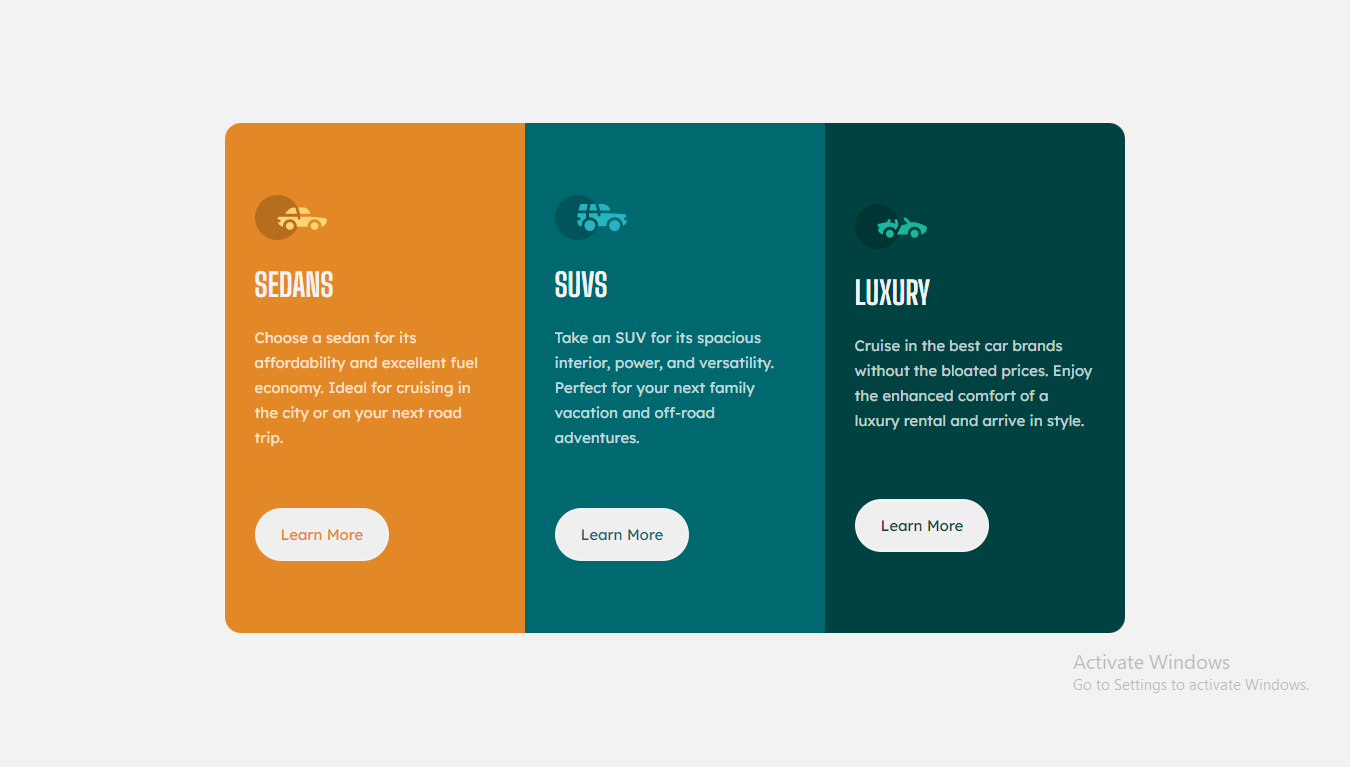 SEDANS
Choose a sedan for its
affordability and excellent fuel
economy. Ideal for cruising in
the city or on your next road
trip.
Learn More
SUVS
Take an SUV for its spacious
interior, power, and versatility.
Perfect for your next family
vacation and off-road
adventures.
Learn More
LUXURY
Cruise in the best car brands
without the bloated prices. Enjoy
the enhanced comfort of a
luxury rental and arrive in style.
Learn More
Activate Windows
Go to Settings to activate Windows.